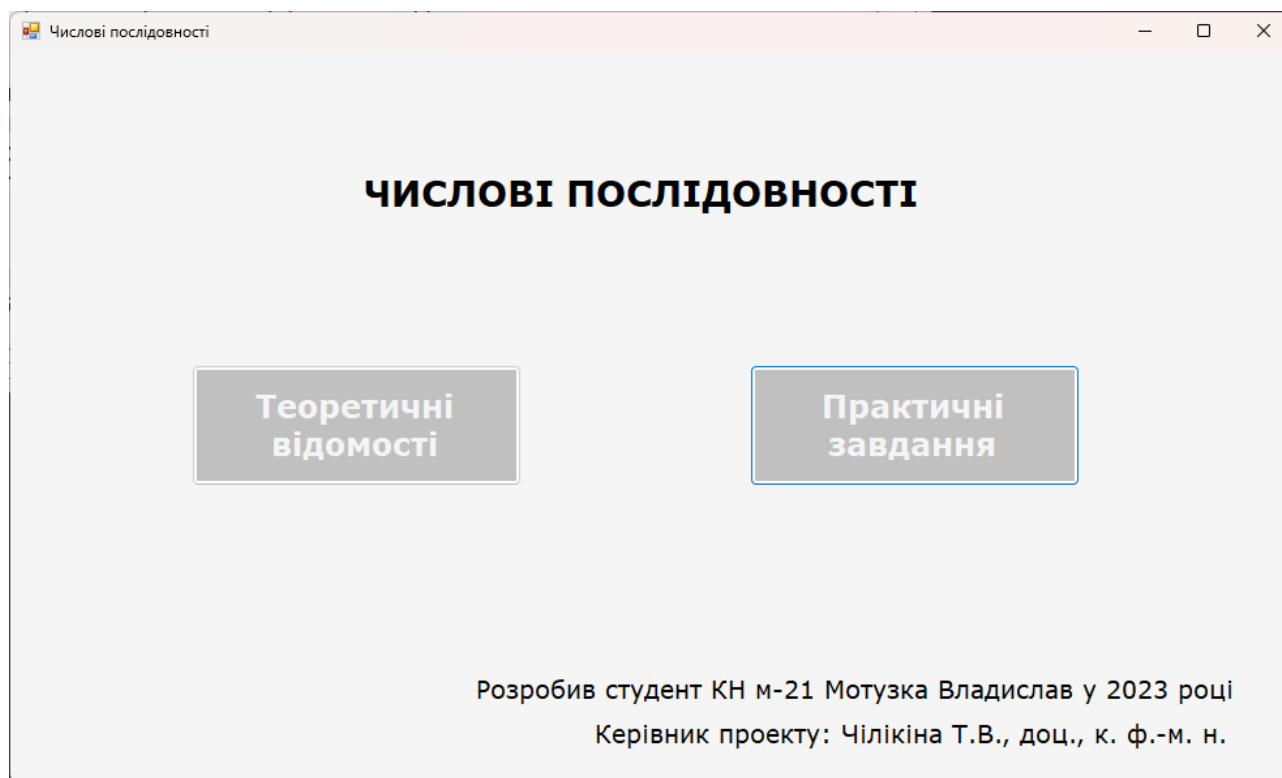 Числові послідовності
ЧИСЛОВІ ПОСЛІДОВНОСТІ
Теоретичні
відомості
Практичні
завдання
Розробив студент КН м-21 Мотузка Владислав у 2023 році
Керівник проекту: Чілікіна Т.В., доц., к. ф.-м. н.